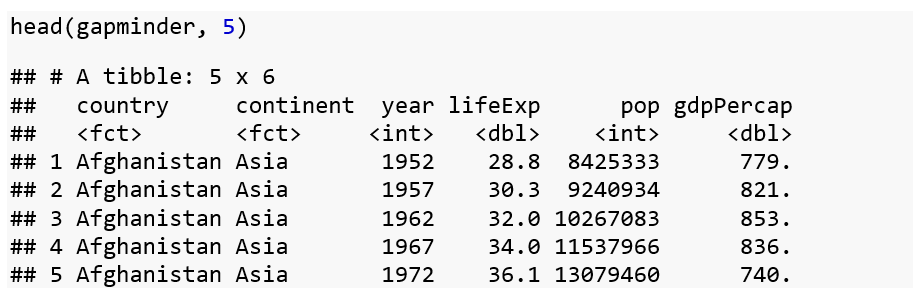 head(gapminder, 5)
## # A tibble: 5 x 6
##   country     continent  year lifeExp      pop gdpPercap
##   <fct>       <fct>     <int>   <dbl>    <int>     <dbl>
## 1 Afghanistan Asia       1952    28.8  8425333      779.
## 2 Afghanistan Asia       1957    30.3  9240934      821.
## 3 Afghanistan Asia       1962    32.0 10267083      853.
## 4 Afghanistan Asia       1967    34.0 11537966      836.
## 5 Afghanistan Asia       1972    36.1 13079460      740.